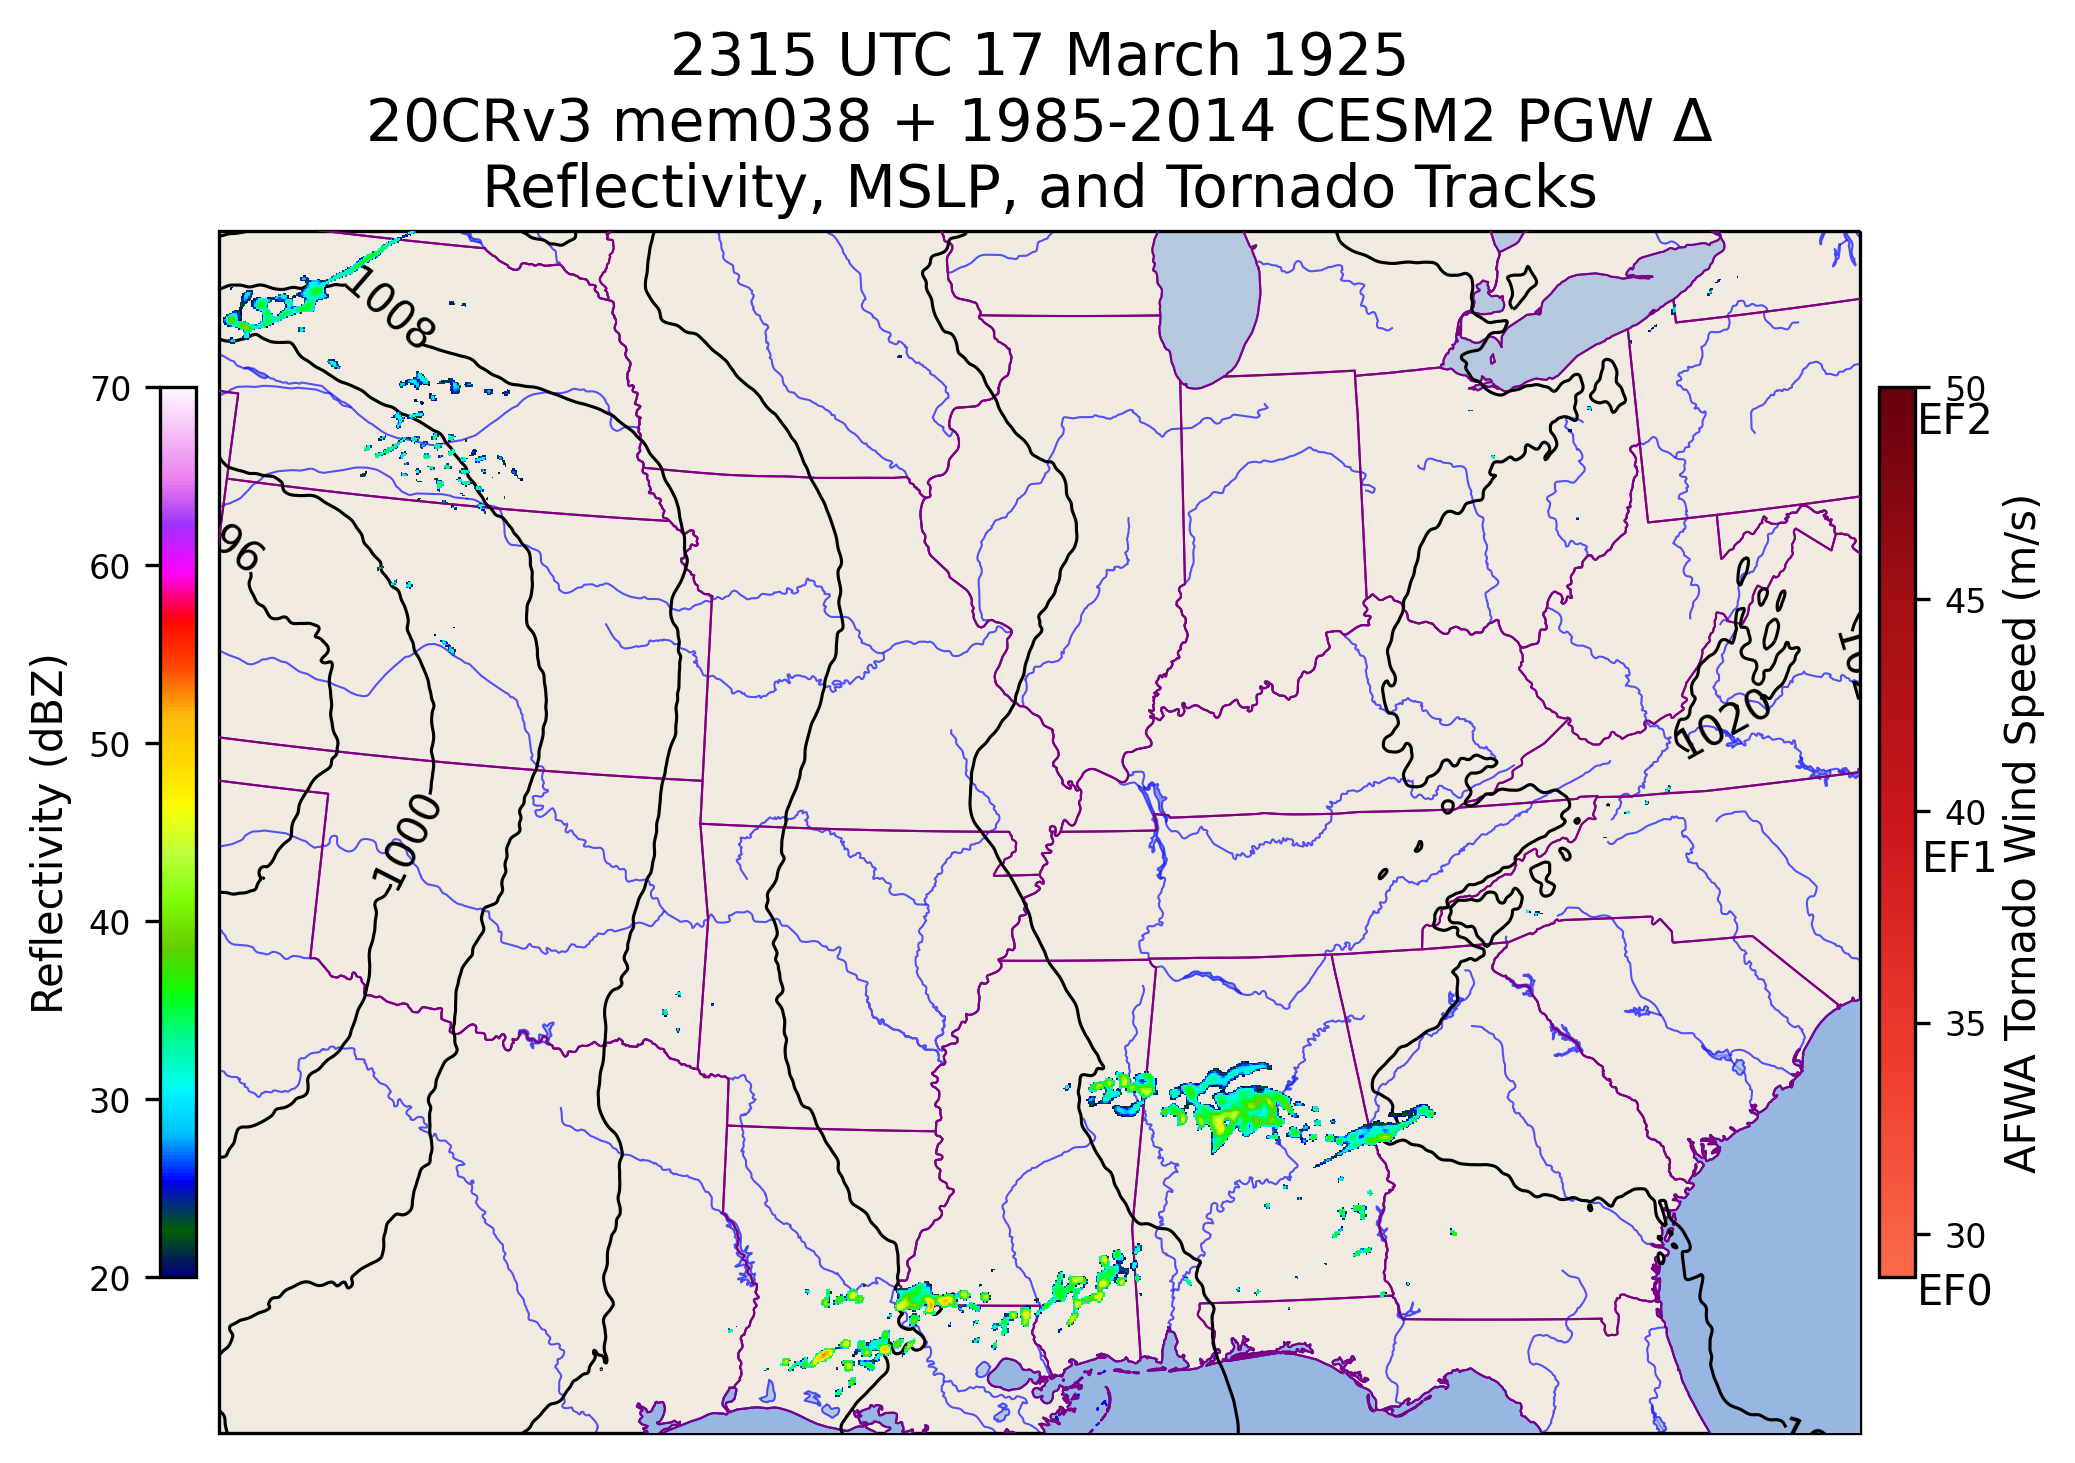 2315 UTC 17 March 1925
20CRv3 mem038 + 1985-2014 CESM2 PGW Δ
Reflectivity, MSLP, and Tornado Tracks
1008
96
1000
1020
70
60
50
40
30
20
Reflectivity (dBZ)
50
EF2
45
40
EF1
35
30
EF0
AFWA Tornado Wind Speed (m/s)